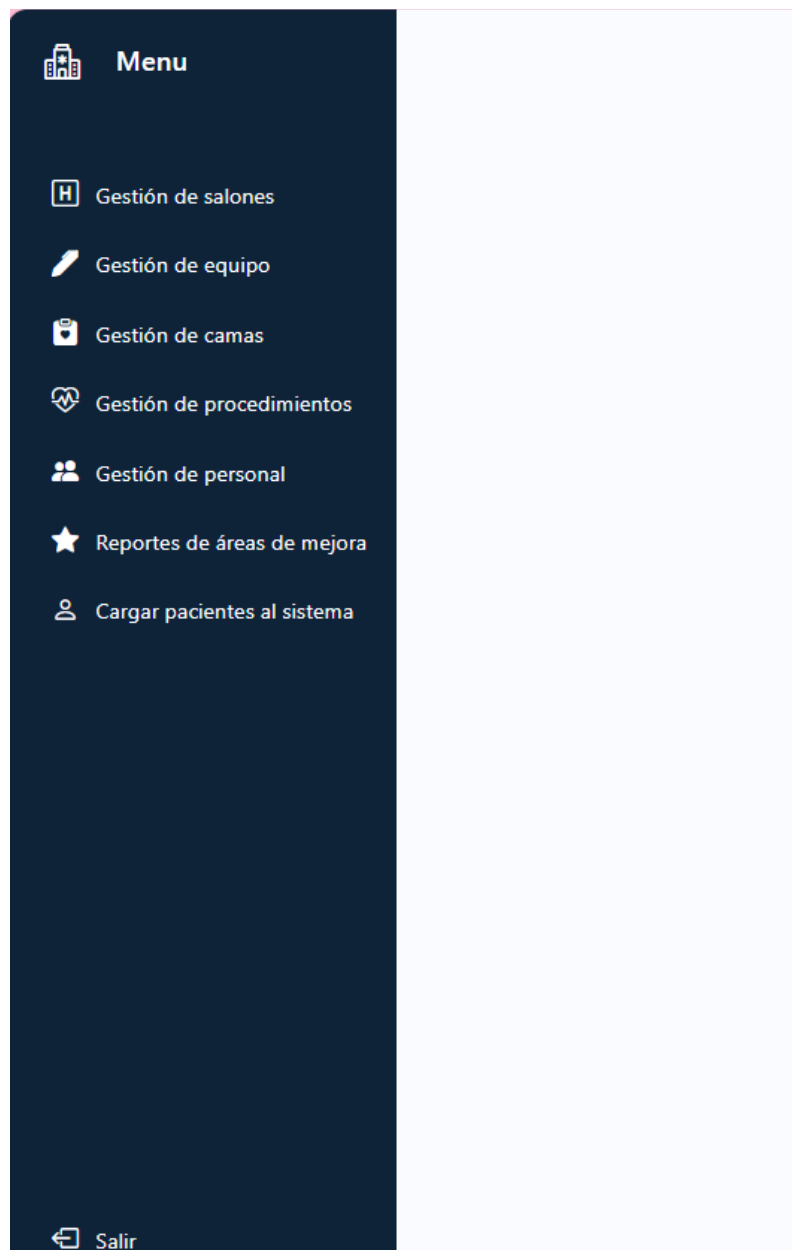 Menu
H
Gestión de salones
Gestión de equipo
Gestión de camas
Gestión de procedimientos
Gestión de personal
Reportes de áreas de mejora
Cargar pacientes al sistema
Salir